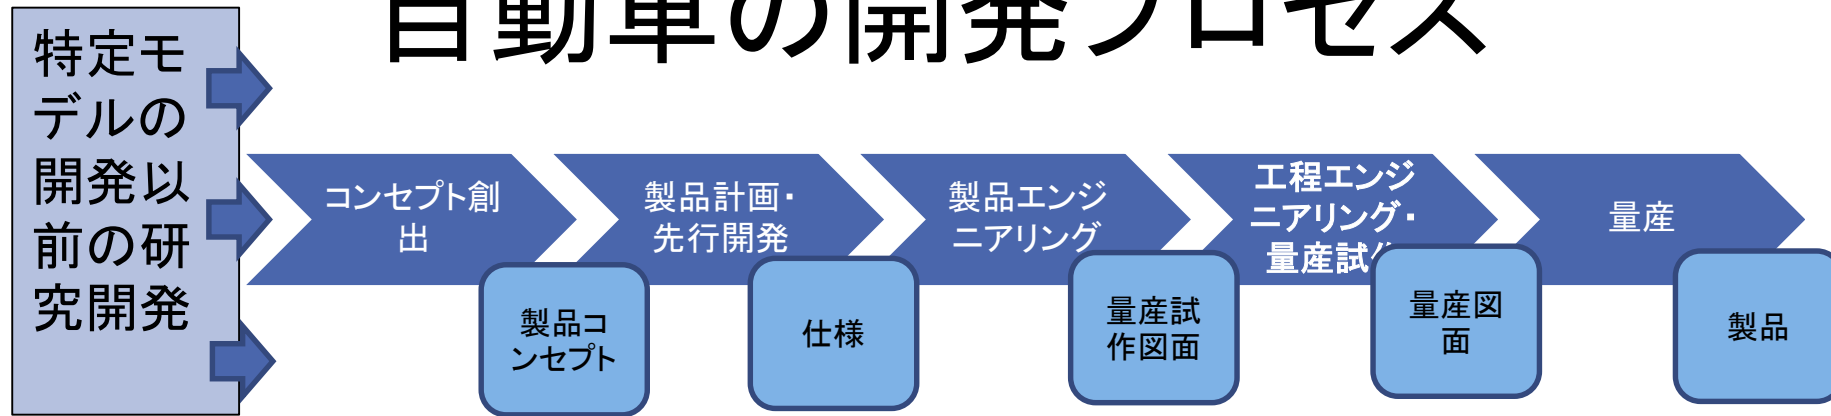 自動車の開発プロセス
特定モ
デルの
開発以
前の研
究開発
コンセプト創
出
製品計画・
先行開発
製品エンジ
ニアリング
工程エンジ
ニアリング・
量産試作
量産
製品コ
ンセプト
仕様
量産試
作図面
量産図
面
製品